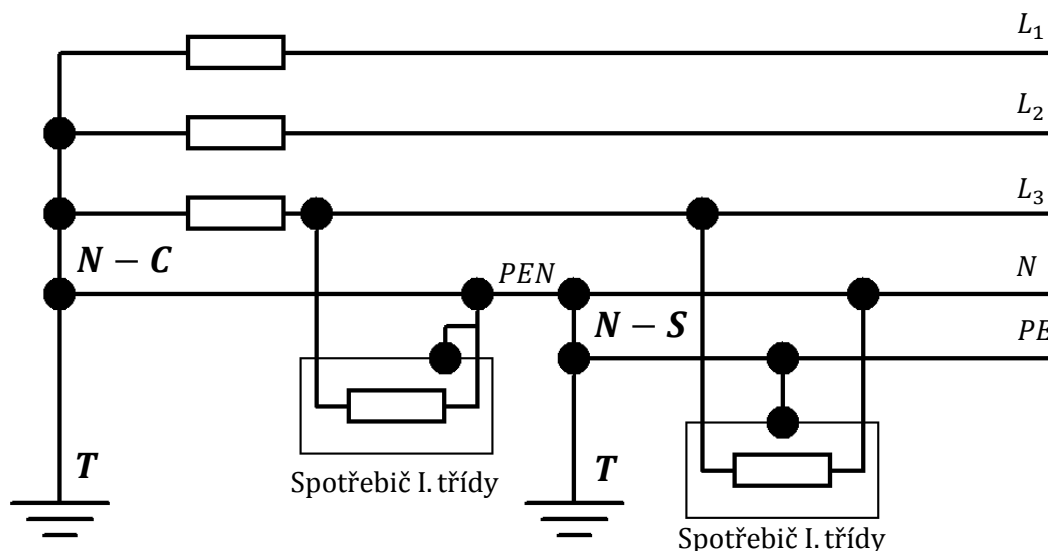 L₁
L₂
L₃
N − C
PEN
N
N − S
PE
T
Spotřebič I. třídy
T
Spotřebič I. třídy